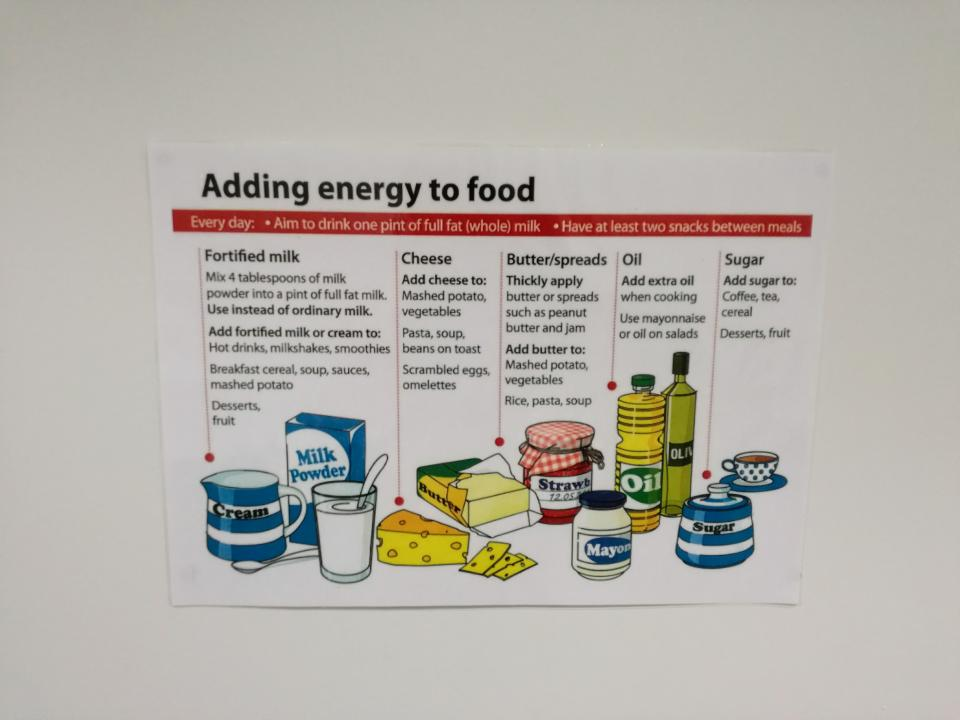 Adding energy to food
Every day: • Aim to drink one pint of full fat (whole) milk • Have at least two snacks between meals
Fortified milk
Mix 4 tablespoons of milk
powder into a pint of full fat milk.
Use instead of ordinary milk.
Add fortified milk or cream to:
Hot drinks, milkshakes, smoothies
Breakfast cereal, soup, sauces,
mashed potato
Desserts,
fruit
Cheese
Add cheese to:
Mashed potato,
vegetables
Pasta, soup,
beans on toast
Scrambled eggs,
omelettes
Butter/spreads
Thickly apply
butter or spreads
such as peanut
butter and jam
Add butter to:
Mashed potato,
vegetables
Rice, pasta, soup
Oil
Add extra oil
when cooking
Use mayonnaise
or oil on salads
Sugar
Add sugar to:
Coffee, tea,
cereal
Desserts, fruit
Cream
Milk
Powder
Butter
Strawb
12.05
Mayon
Oil
OLIV
Sugar